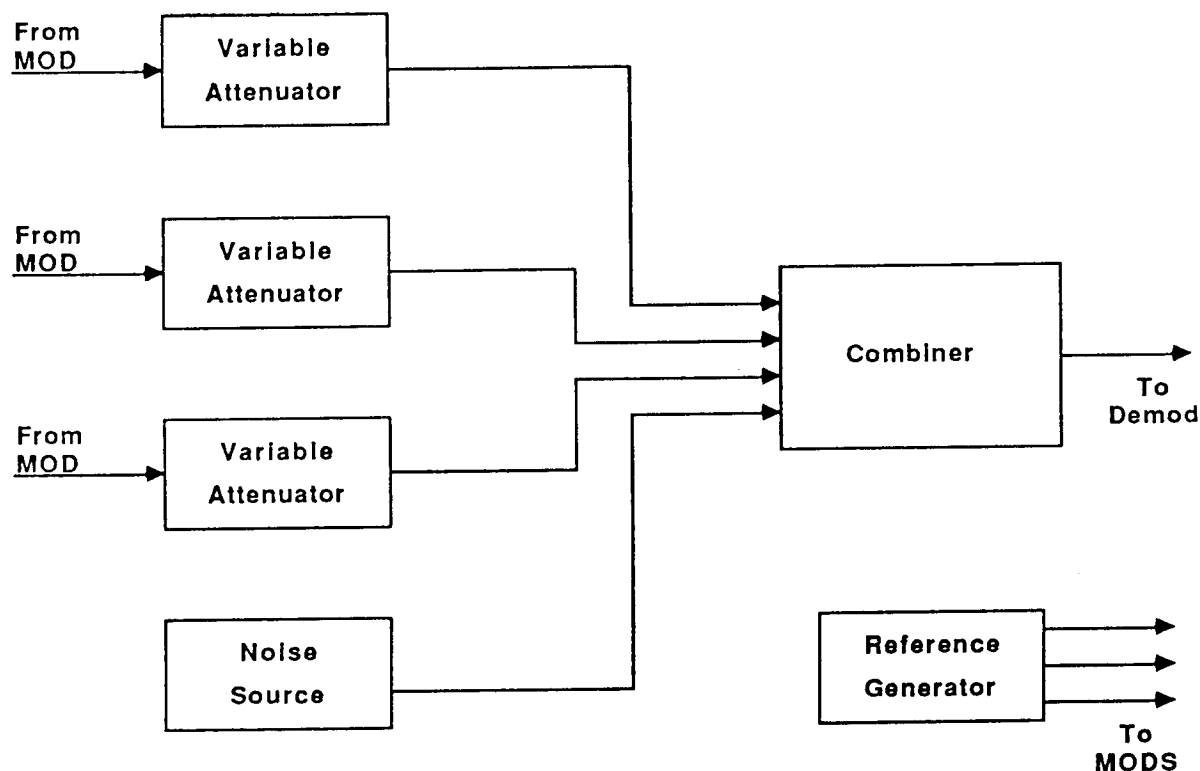 From
MOD
Variable
Attenuator
From
MOD
Variable
Attenuator
Combiner
To
Demod
From
MOD
Variable
Attenuator
Noise
Source
Reference
Generator
To
MODS